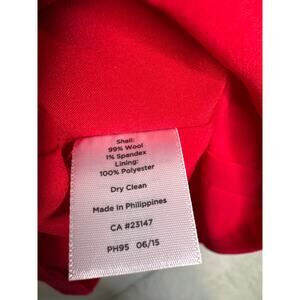 Shell:
99% Wool
1% Spandex
Lining:
100% Polyester
Dry Clean
Made in Philippines
CA #23147
PH95 06/15